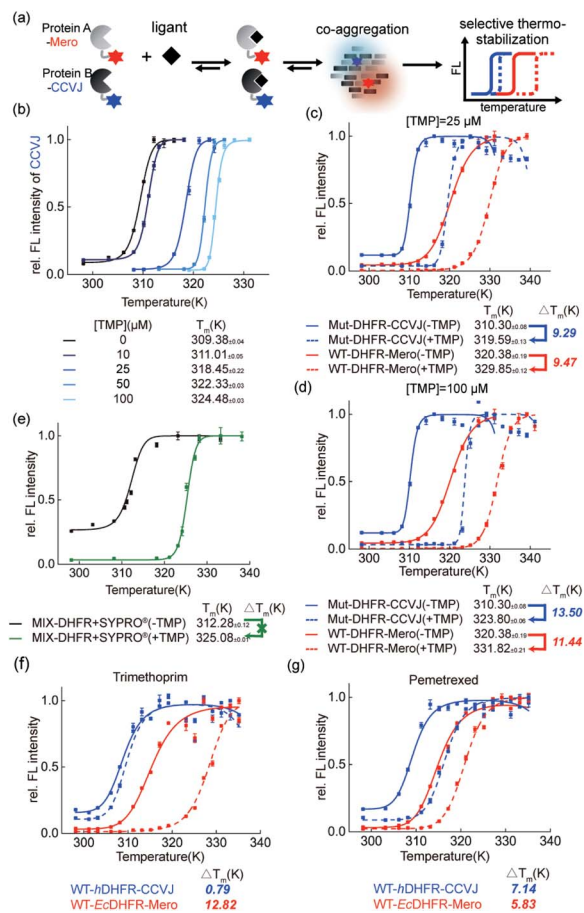 (a)
Protein A
-Mero
Protein B
-CCVJ
+
ligant
co-aggregation
selective thermo-
stabilization
FL
temperature
(b)
rel. FL intensity of CCVJ
1.0
0.5
0.0
300 310 320 330
Temperature(K)
[TMP](μM) Tm(K)
0 309.38±0.04
10 311.01±0.05
25 318.45±0.22
50 322.33±0.03
100 324.48±0.03
(c)
[TMP]=25 μM
rel. FL intensity
1.0
0.5
0.0
300 310 320 330 340
Temperature(K)
Tm(K) △Tm(K)
Mut-DHFR-CCVJ(-TMP) 310.30±0.08
Mut-DHFR-CCVJ(+TMP) 319.59±0.13
9.29
WT-DHFR-Mero(-TMP) 320.38±0.19
WT-DHFR-Mero(+TMP) 329.85±0.12
9.47
(d)
[TMP]=100 μM
rel. FL intensity
1.0
0.5
0.0
300 310 320 330 340
Temperature(K)
Tm(K) △Tm(K)
Mut-DHFR-CCVJ(-TMP) 310.30±0.08
Mut-DHFR-CCVJ(+TMP) 323.80±0.06
13.50
WT-DHFR-Mero(-TMP) 320.38±0.19
WT-DHFR-Mero(+TMP) 331.82±0.21
11.44
(e)
rel. FL intensity
1.0
0.5
0.0
300 310 320 330 340
Temperature(K)
Tm(K) △Tm(K)
MIX-DHFR+SYPRO®(-TMP) 312.28±0.12
MIX-DHFR+SYPRO®(+TMP) 325.08±0.01
(f)
Trimethoprim
rel. FL intensity
1.0
0.5
0.0
300 310 320 330 340
Temperature(K)
△Tm(K)
WT-hDHFR-CCVJ 0.79
WT-EcDHFR-Mero 12.82
(g)
Pemetrexed
rel. FL intensity
1.0
0.5
0.0
300 310 320 330 340
Temperature(K)
△Tm(K)
WT-hDHFR-CCVJ 7.14
WT-EcDHFR-Mero 5.83